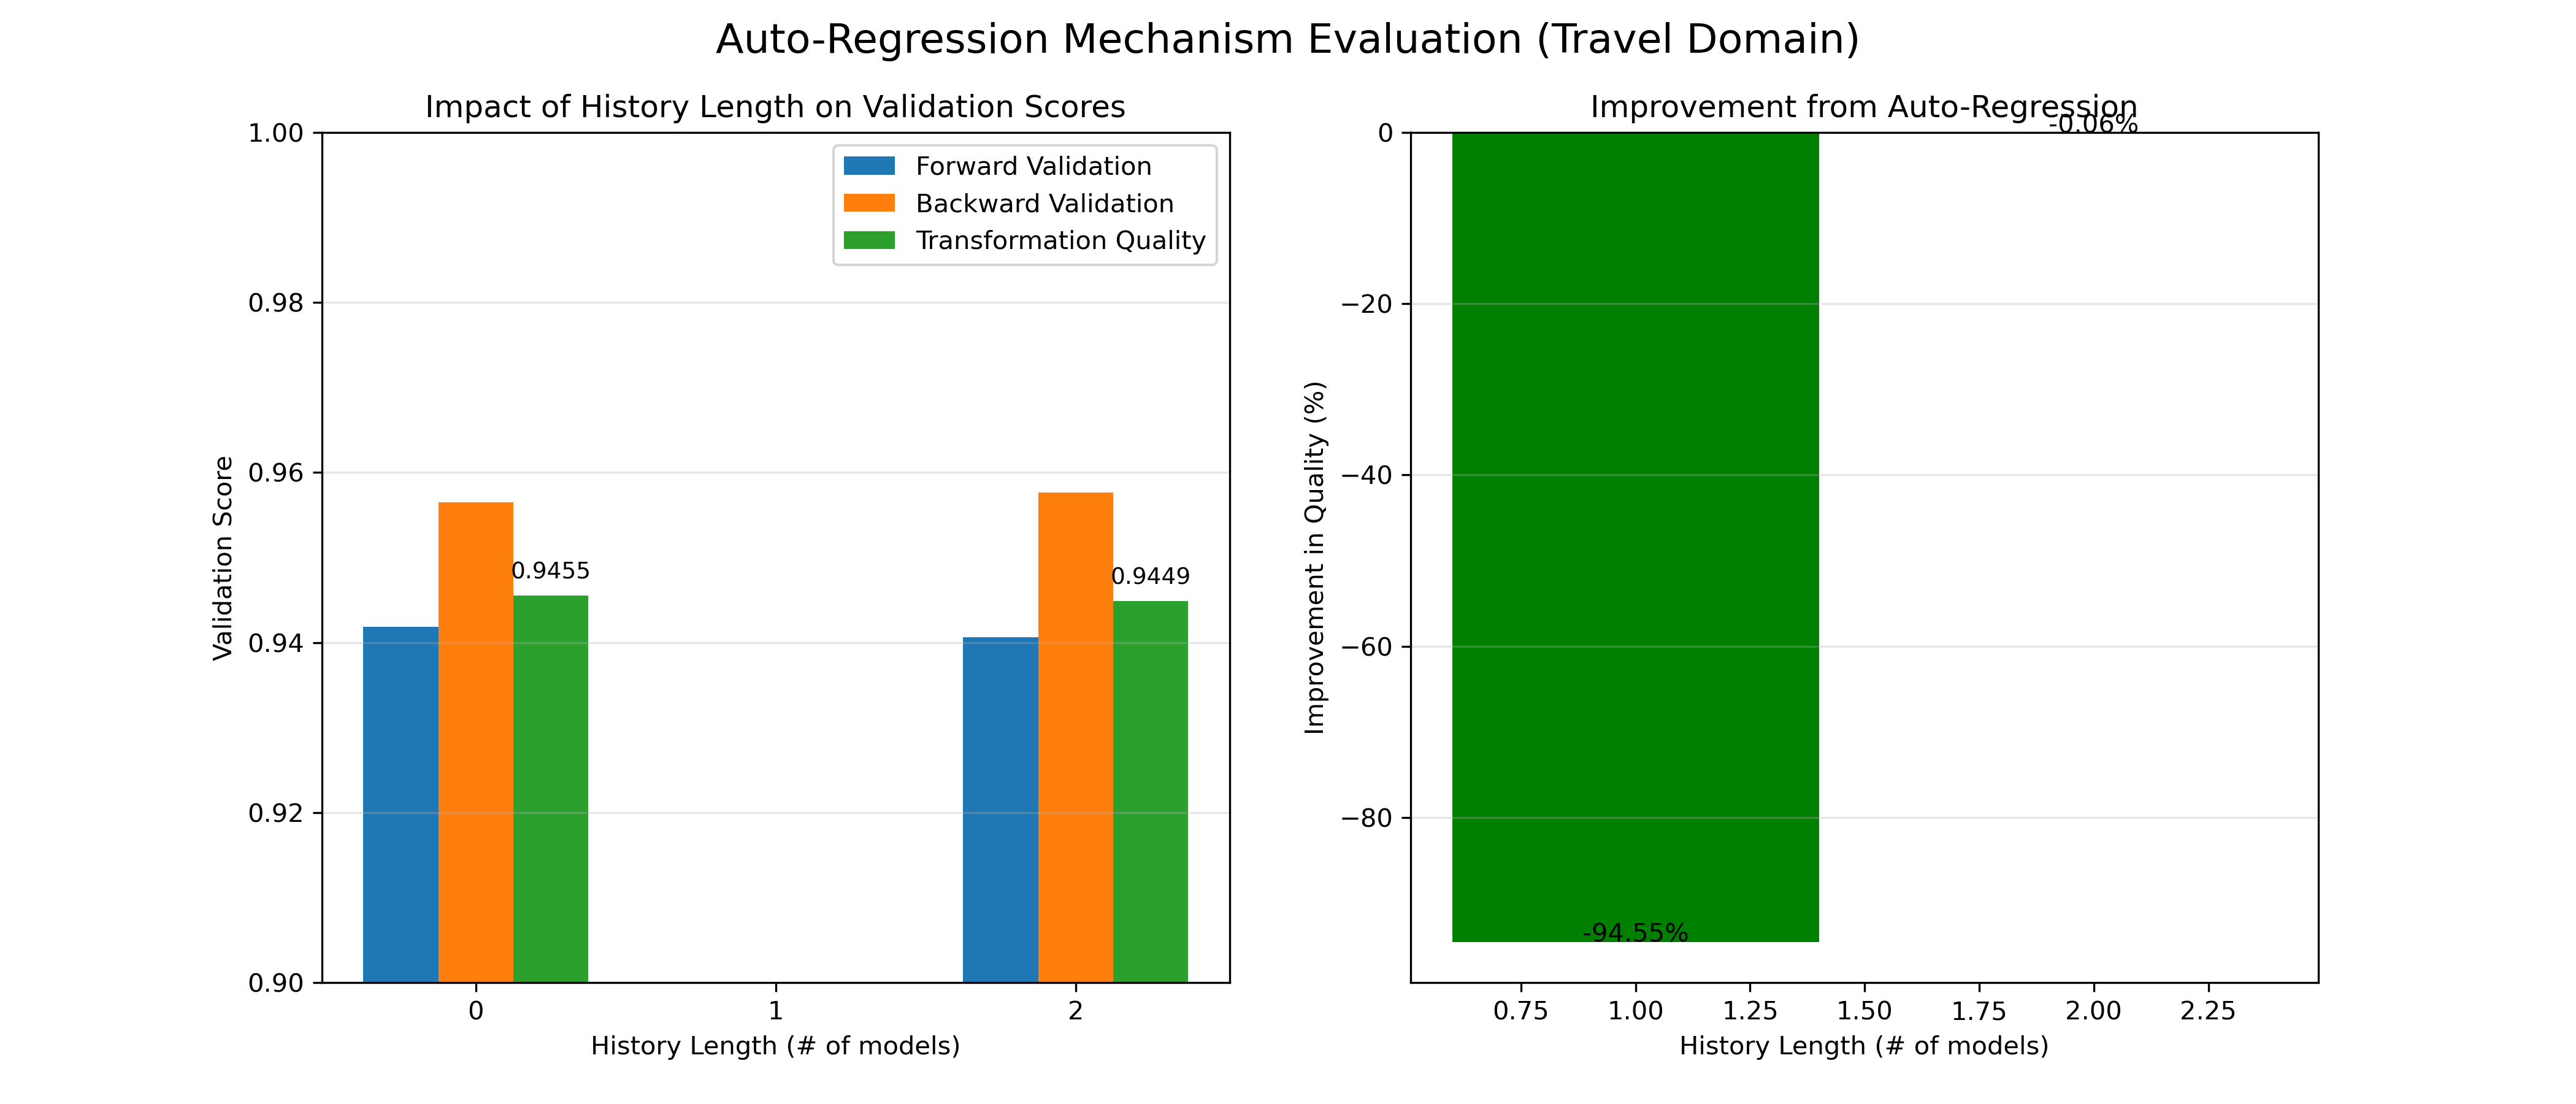 Auto-Regression Mechanism Evaluation (Travel Domain)
Impact of History Length on Validation Scores
1.00
0.98
0.96
0.94
0.92
0.90
Validation Score
Forward Validation
Backward Validation
Transformation Quality
0.9455
0.9449
0
1
2
History Length (# of models)
Improvement from Auto-Regression
-0.06%
0
−20
−40
−60
−80
Improvement in Quality (%)
-94.55%
0.75
1.00
1.25
1.50
1.75
2.00
2.25
History Length (# of models)